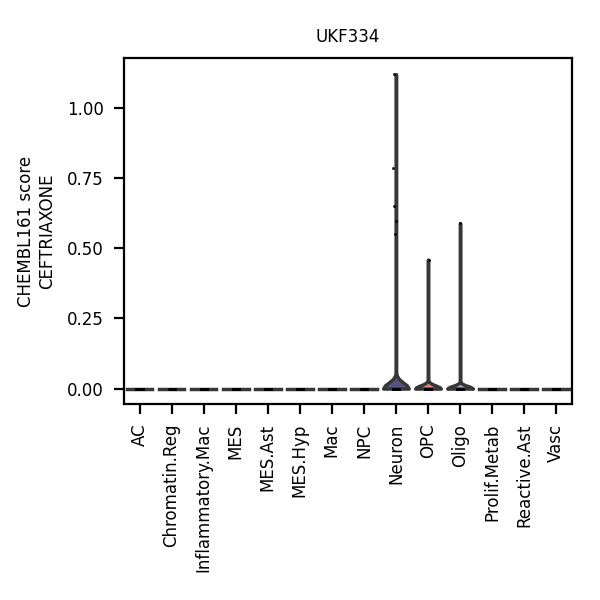 UKF334
CHEMBL161 score
CEFTRIAXONE
1.00
0.75
0.50
0.25
0.00
AC
Chromatin.Reg
Inflammatory.Mac
MES
MES.Ast
MES.Hyp
Mac
NPC
Neuron
OPC
Oligo
Prolif.Metab
Reactive.Ast
Vasc